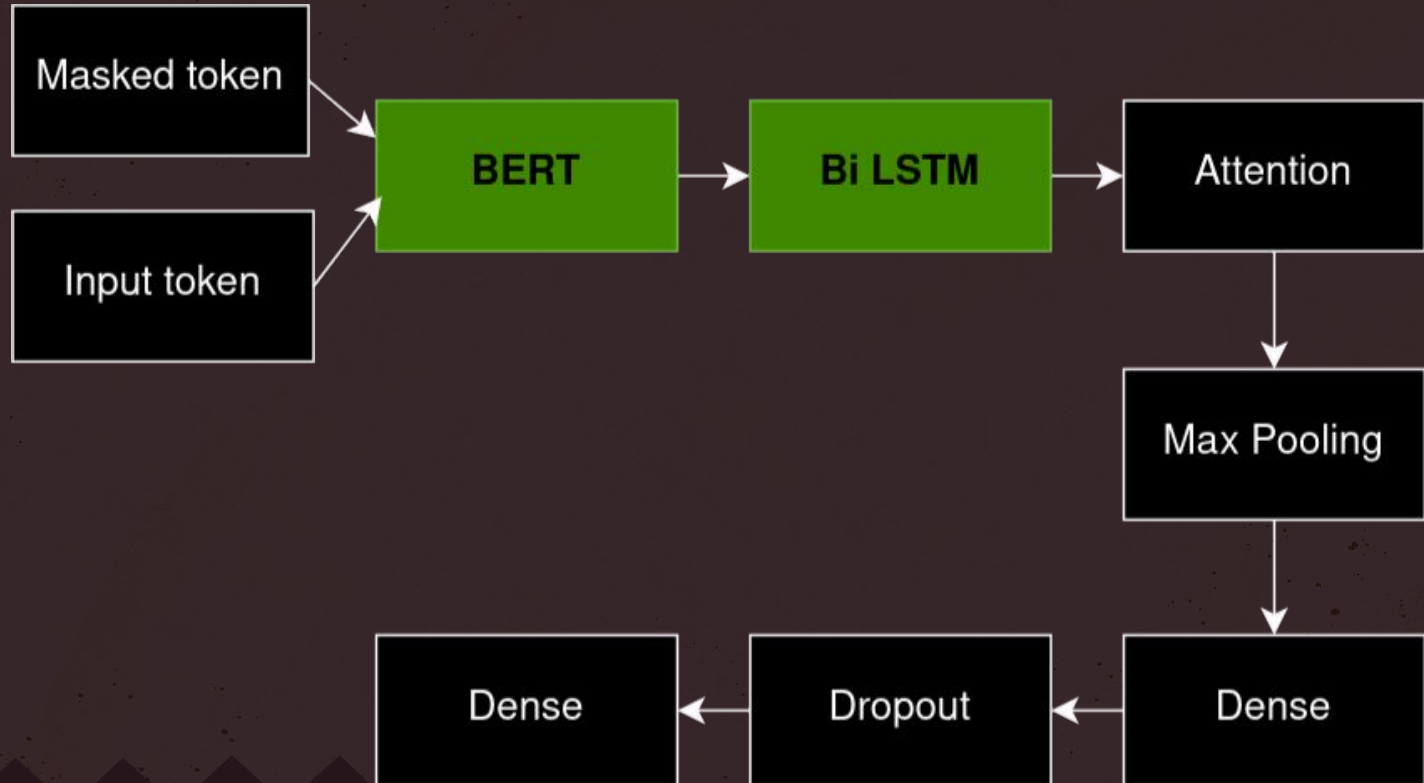 Masked token
Input token
BERT
Bi LSTM
Attention
Max Pooling
Dense
Dropout
Dense